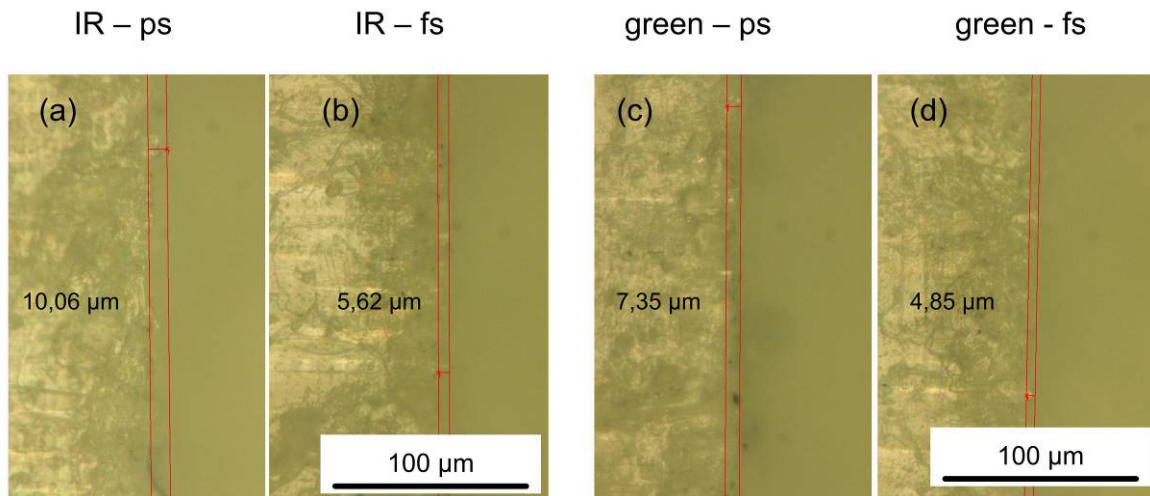 IR – ps
IR – fs
green – ps
green - fs
(a)
(b)
(c)
(d)
10,06 µm
5,62 µm
7,35 µm
4,85 µm
100 µm
100 µm